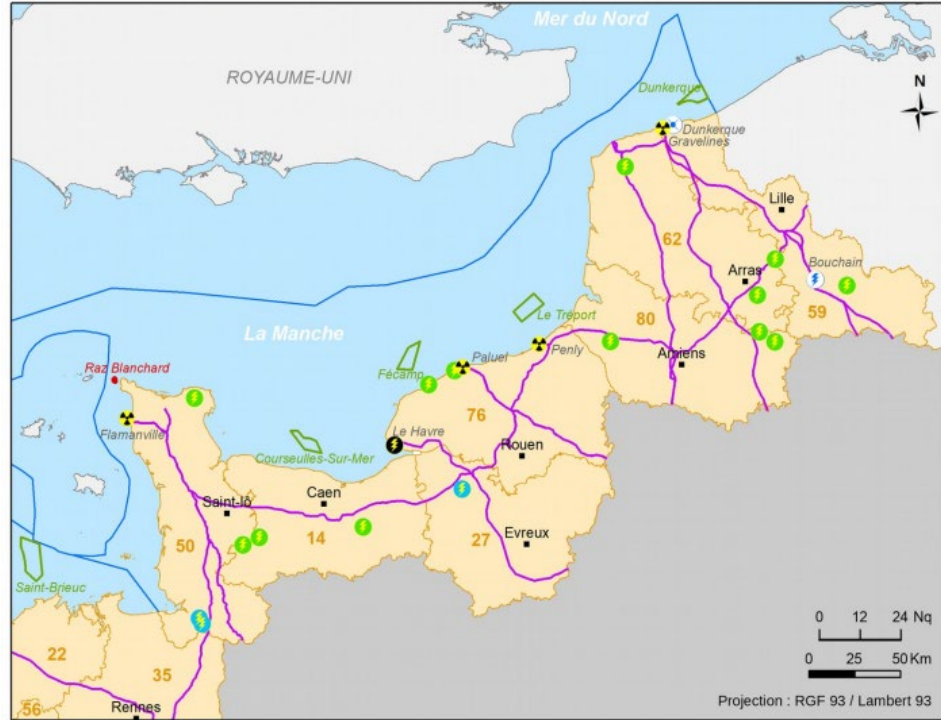 Mer du Nord
ROYAUME-UNI
Dunkerque
N
Dunkerque
Gravelines
Lille
62
Bouchain
Arras
59
Le Tréport
La Manche
80
Penly
Amiens
Raz Blanchard
Paluel
Fécamp
76
Flamanville
Le Havre
Rouen
Courseulles-Sur-Mer
Caen
Saint-lô
Evreux
50
14
27
Saint-Brieuc
0 12 24 Nq
22
35
0 25 50 Km
56
Rennes
Projection : RGF 93 / Lambert 93